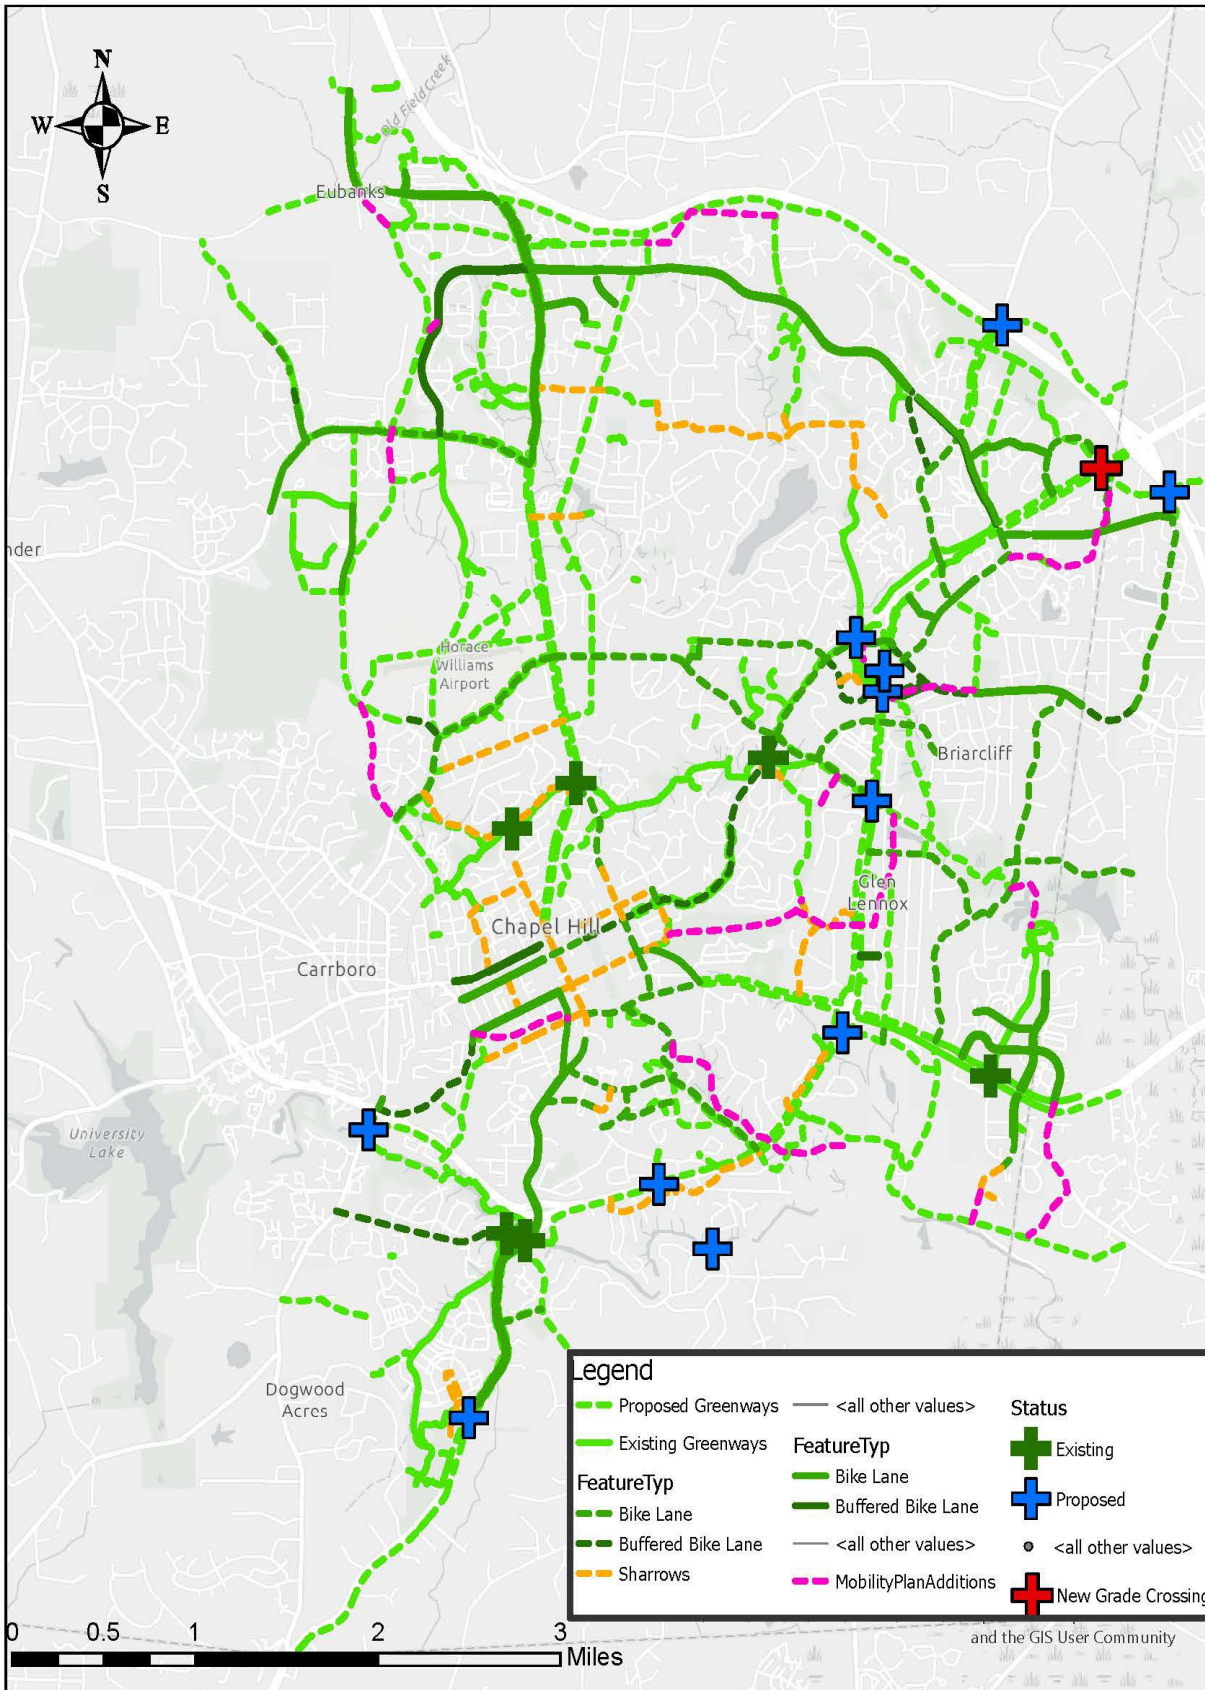 N
W E
S
Old Field Creek
Eubanks
nder
Horace
Williams
Airport
Briarcliff
Glen
Lennox
Chapel Hill
Carrboro
University
Lake
Dogwood
Acres
Legend
Proposed Greenways
Existing Greenways
FeatureTyp
Bike Lane
Buffered Bike Lane
Sharrows
<all other values>
FeatureTyp
Bike Lane
Buffered Bike Lane
<all other values>
MobilityPlanAdditions
Status
Existing
Proposed
<all other values>
New Grade Crossing
0 0.5 1 2 3
Miles
and the GIS User Community